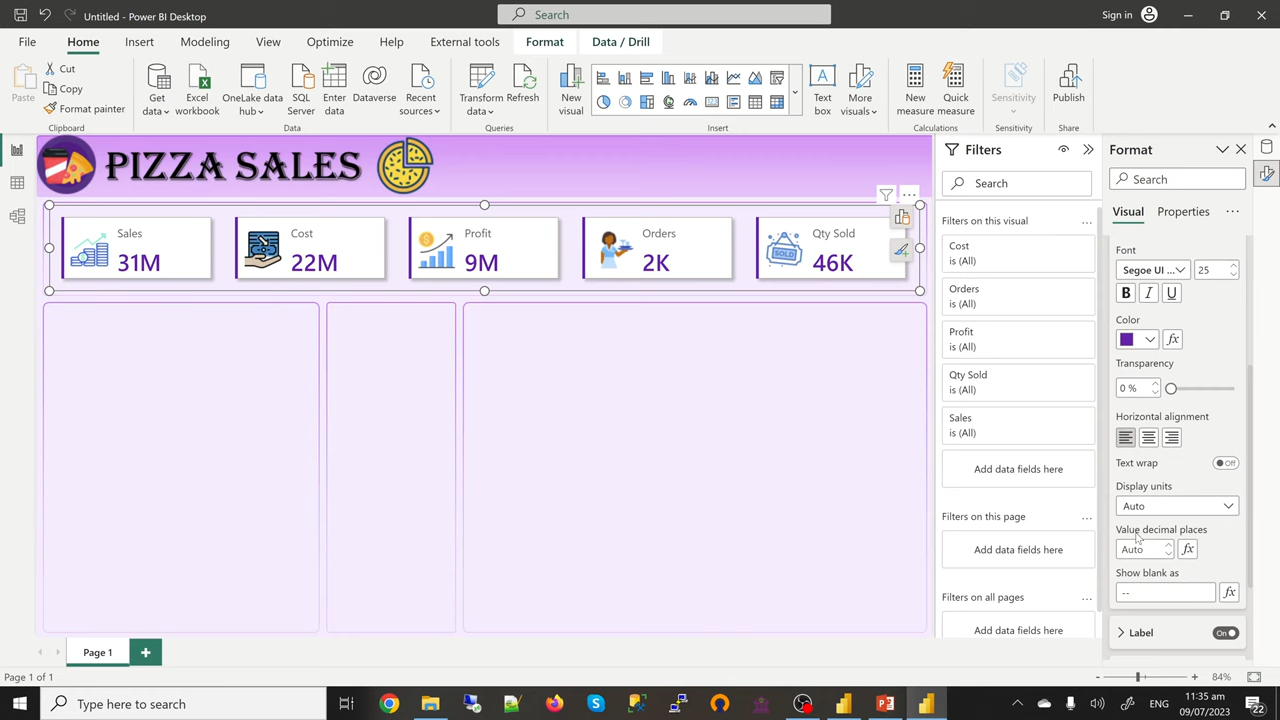 Untitled - Power BI Desktop
Search
Sign in
File
Home
Insert
Modeling
View
Optimize
Help
External tools
Format
Data / Drill
Paste
Cut
Copy
Format painter
Clipboard
Get data
Excel workbook
OneLake data hub
SQL Server
Enter data
Dataverse
Recent sources
Data
Transform data
Refresh
Queries
New visual
Text box
More visuals
Insert
New measure
Quick measure
Calculations
Sensitivity
Sensitivity
Publish
Share
PIZZA SALES
Sales
31M
Cost
22M
Profit
9M
Orders
2K
SOLD
Qty Sold
46K
Filters
Search
Filters on this visual
Cost
is (All)
Orders
is (All)
Profit
is (All)
Qty Sold
is (All)
Sales
is (All)
Add data fields here
Filters on this page
Add data fields here
Filters on all pages
Add data fields here
Format
Search
Visual
Properties
Font
Segoe UI ...
25
B I U
Color
fx
Transparency
0 %
Horizontal alignment
Text wrap
Off
Display units
Auto
Value decimal places
Auto
fx
Show blank as
--
fx
Label
On
Page 1
Page 1 of 1
84%
Type here to search
11:35 am
09/07/2023